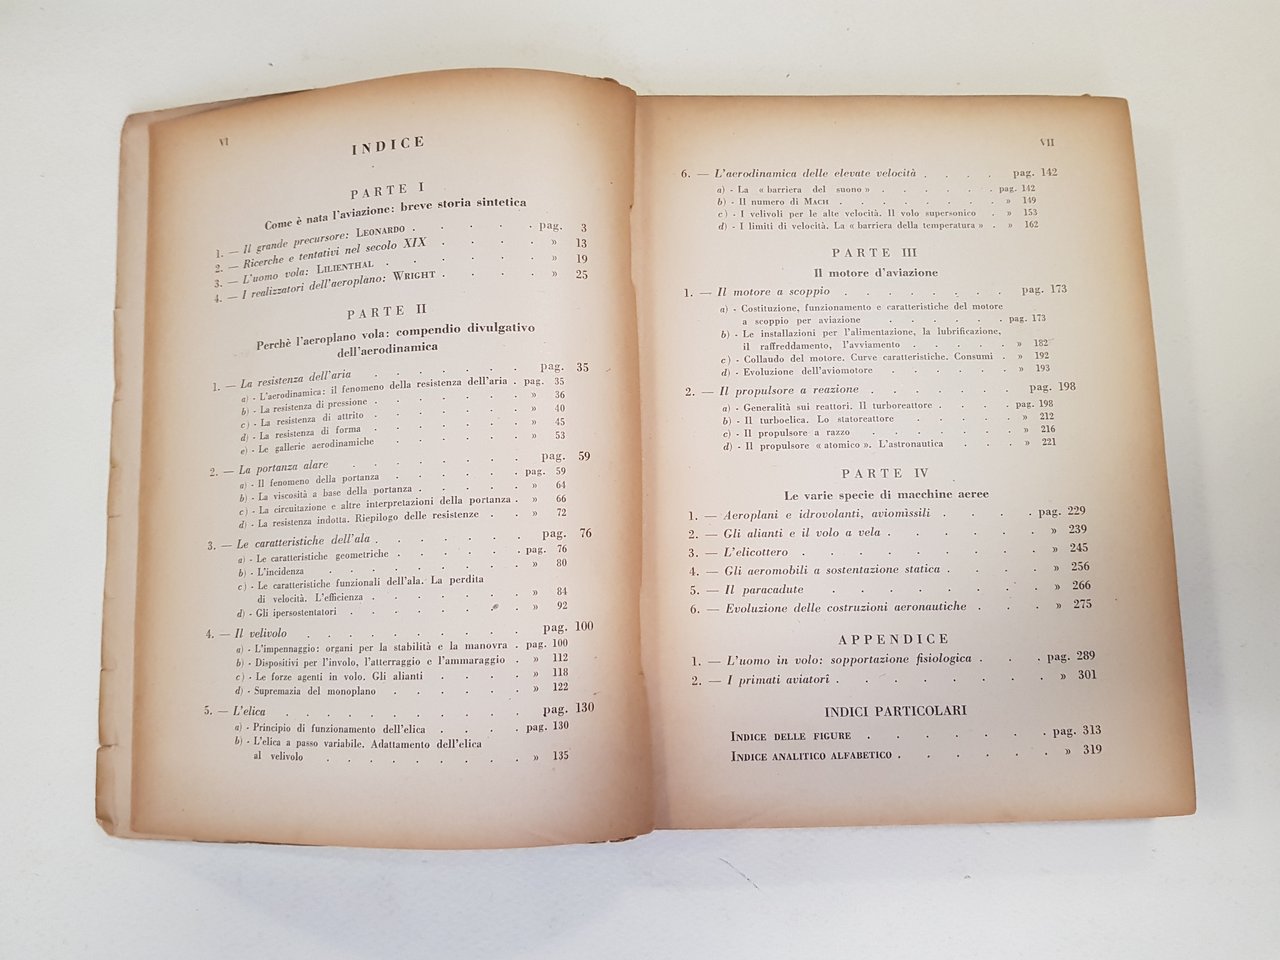 VI
INDICE
PARTE I
Come è nata l'aviazione: breve storia sintetica
1. — Il grande precursore: LEONARDO . . . . . pag. 3
2. — Ricerche e tentativi nel secolo XIX . . . . » 13
3. — L'uomo vola: LILIENTHAL . . . . . . » 19
4. — I realizzatori dell'aeroplano: WRIGHT . . . . » 25
PARTE II
Perchè l'aeroplano vola: compendio divulgativo
dell'aerodinamica
1. — La resistenza dell'aria . . . . . . . pag. 35
a) - L'aerodinamica: il fenomeno della resistenza dell'aria . pag. 35
b) - La resistenza di pressione . . . . . . » 36
c) - La resistenza di attrito . . . . . . » 40
d) - La resistenza di forma . . . . . . » 45
e) - Le gallerie aerodinamiche . . . . . . » 53
2. — La portanza alare . . . . . . . pag. 59
a) - Il fenomeno della portanza . . . . . pag. 59
b) - La viscosità a base della portanza . . . . . » 64
c) - La circuitazione e altre interpretazioni della portanza . » 66
d) - La resistenza indotta. Riepilogo delle resistenze . . » 72
3. — Le caratteristiche dell'ala . . . . . . . pag. 76
a) - Le caratteristiche geometriche . . . . . pag. 76
b) - L'incidenza . . . . . . . . » 80
c) - Le caratteristiche funzionali dell'ala. La perdita
di velocità. L'efficienza . . . . . . . » 84
d) - Gli ipersostentatori . . . . . . . » 92
4. — Il velivolo . . . . . . . . . pag. 100
a) - L'impennaggio: organi per la stabilità e la manovra . pag. 100
b) - Dispositivi per l'involo, l'atterraggio e l'ammaraggio . » 112
c) - Le forze agenti in volo. Gli alianti . . . . » 118
d) - Supremazia del monoplano . . . . . . » 122
5. — L'elica . . . . . . . . . . pag. 130
a) - Principio di funzionamento dell'elica . . . . pag. 130
b) - L'elica a passo variabile. Adattamento dell'elica
al velivolo . . . . . . . . . » 135
VII
6. — L'aerodinamica delle elevate velocità . . . . pag. 142
a) - La « barriera del suono » . . . . . . pag. 142
b) - Il numero di MACH . . . . . . . » 149
c) - I velivoli per le alte velocità. Il volo supersonico . » 153
d) - I limiti di velocità. La « barriera della temperatura » . » 162
PARTE III
Il motore d'aviazione
1. — Il motore a scoppio . . . . . . . pag. 173
a) - Costituzione, funzionamento e caratteristiche del motore
a scoppio per aviazione . . . . . . pag. 173
b) - Le installazioni per l'alimentazione, la lubrificazione,
il raffreddamento, l'avviamento . . . . . » 182
c) - Collaudo del motore. Curve caratteristiche. Consumi . » 192
d) - Evoluzione dell'aviomotore . . . . . . » 193
2. — Il propulsore a reazione . . . . . . pag. 198
a) - Generalità sui reattori. Il turboreattore . . . . pag. 198
b) - Il turboelica. Lo statoreattore . . . . . » 212
c) - Il propulsore a razzo . . . . . . . » 216
d) - Il propulsore « atomico ». L'astronautica . . . » 221
PARTE IV
Le varie specie di macchine aeree
1. — Aeroplani e idrovolanti, aviomissili . . . . . pag. 229
2. — Gli alianti e il volo a vela . . . . . . » 239
3. — L'elicottero . . . . . . . . . » 245
4. — Gli aeromobili a sostentazione statica . . . . » 256
5. — Il paracadute . . . . . . . . » 266
6. — Evoluzione delle costruzioni aeronautiche . . . » 275
APPENDICE
1. — L'uomo in volo: sopportazione fisiologica . . . pag. 289
2. — I primati aviatorî . . . . . . . . » 301
INDICI PARTICOLARI
INDICE DELLE FIGURE . . . . . . . pag. 313
INDICE ANALITICO ALFABETICO . . . . . . » 319